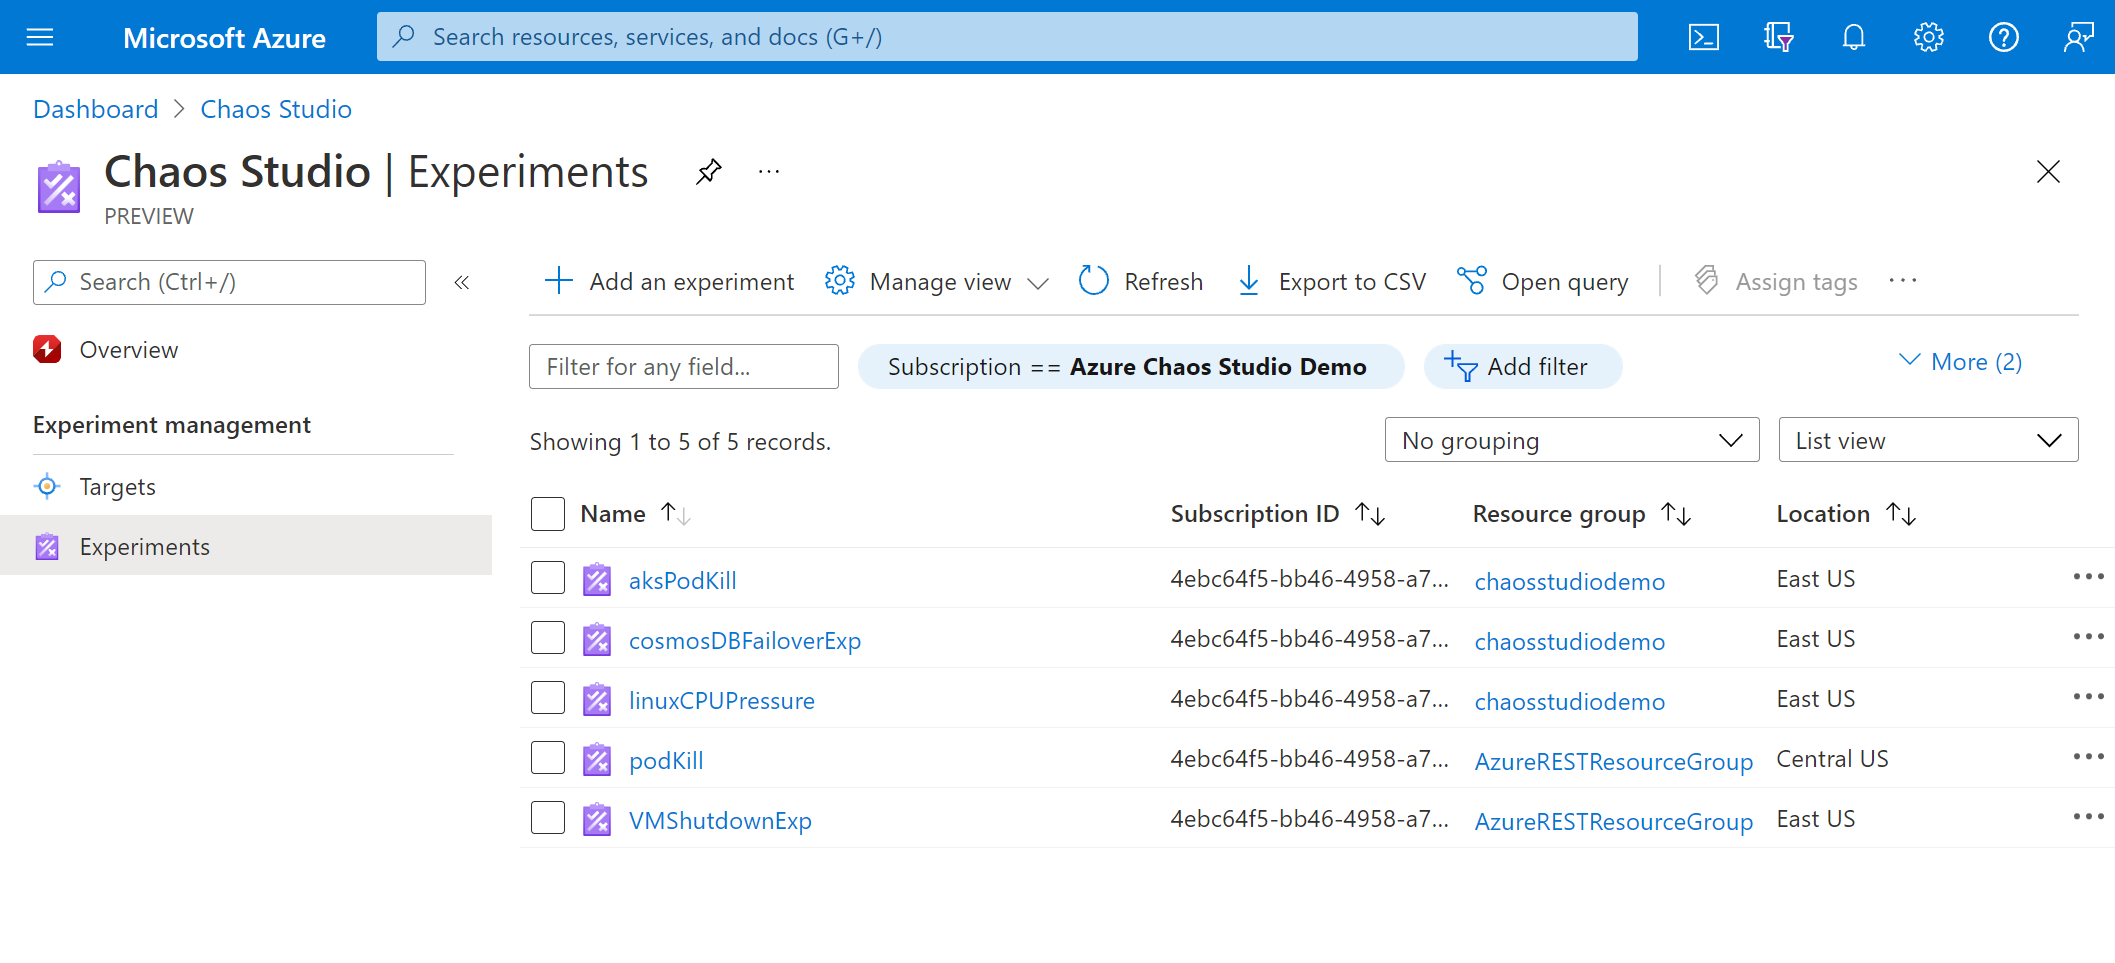 Microsoft Azure
Search resources, services, and docs (G+/)
Dashboard > Chaos Studio
Chaos Studio | Experiments
PREVIEW
Search (Ctrl+/)
Add an experiment Manage view Refresh Export to CSV Open query Assign tags
Overview
Filter for any field... Subscription == Azure Chaos Studio Demo Add filter More (2)
Experiment management
Showing 1 to 5 of 5 records. No grouping List view
Targets
Experiments
Name Subscription ID Resource group Location
aksPodKill 4ebc64f5-bb46-4958-a7... chaosstudiodemo East US
cosmosDBFailoverExp 4ebc64f5-bb46-4958-a7... chaosstudiodemo East US
linuxCPUPressure 4ebc64f5-bb46-4958-a7... chaosstudiodemo East US
podKill 4ebc64f5-bb46-4958-a7... AzureRESTResourceGroup Central US
VMShutdownExp 4ebc64f5-bb46-4958-a7... AzureRESTResourceGroup East US